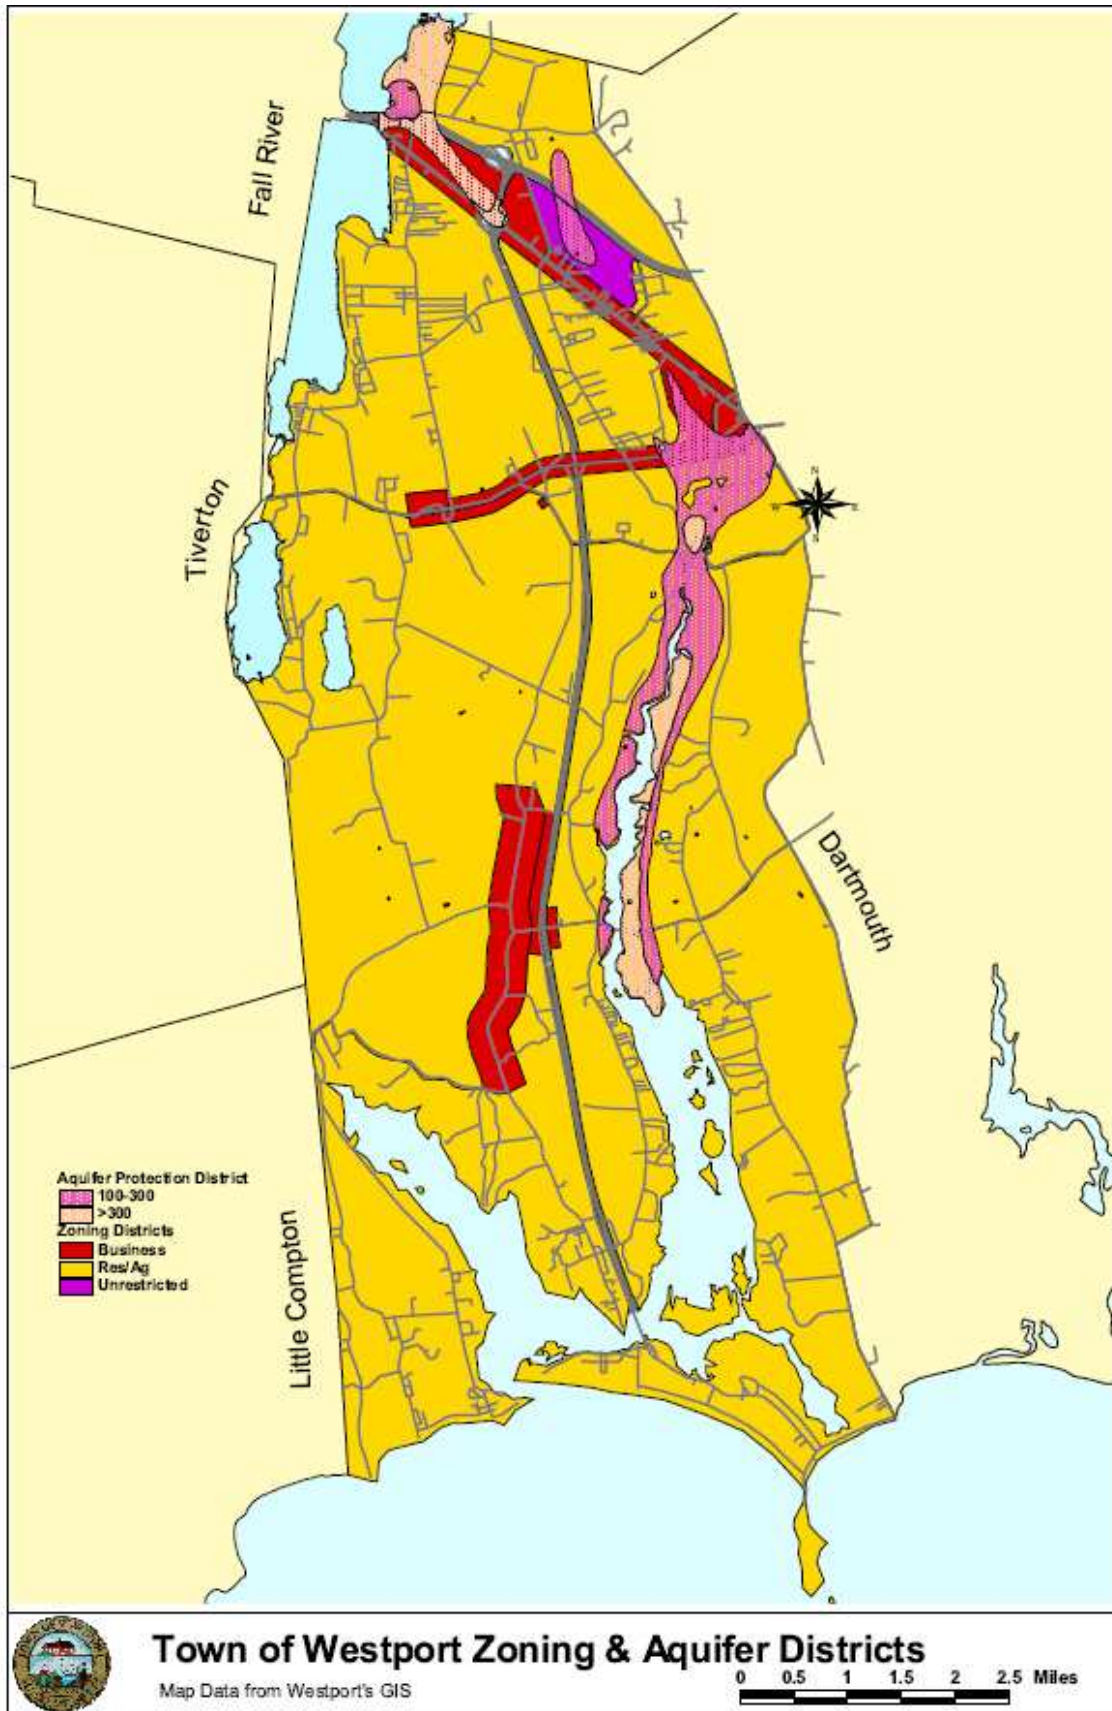 Fall River
N
W
E
S
Tiverton
Dartmouth
Aquifer Protection District
100-300
>300
Zoning Districts
Business
Res/Ag
Unrestricted
Little Compton
Town of Westport Zoning & Aquifer Districts
Map Data from Westport's GIS
0 0.5 1 1.5 2 2.5 Miles